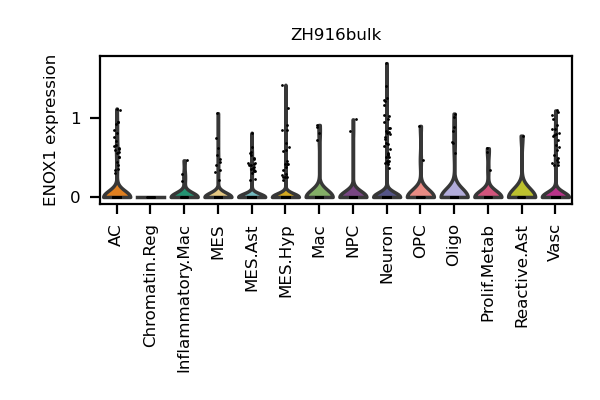 ZH916bulk
ENOX1 expression
1
0
AC
Chromatin.Reg
Inflammatory.Mac
MES
MES.Ast
MES.Hyp
Mac
NPC
Neuron
OPC
Oligo
Prolif.Metab
Reactive.Ast
Vasc